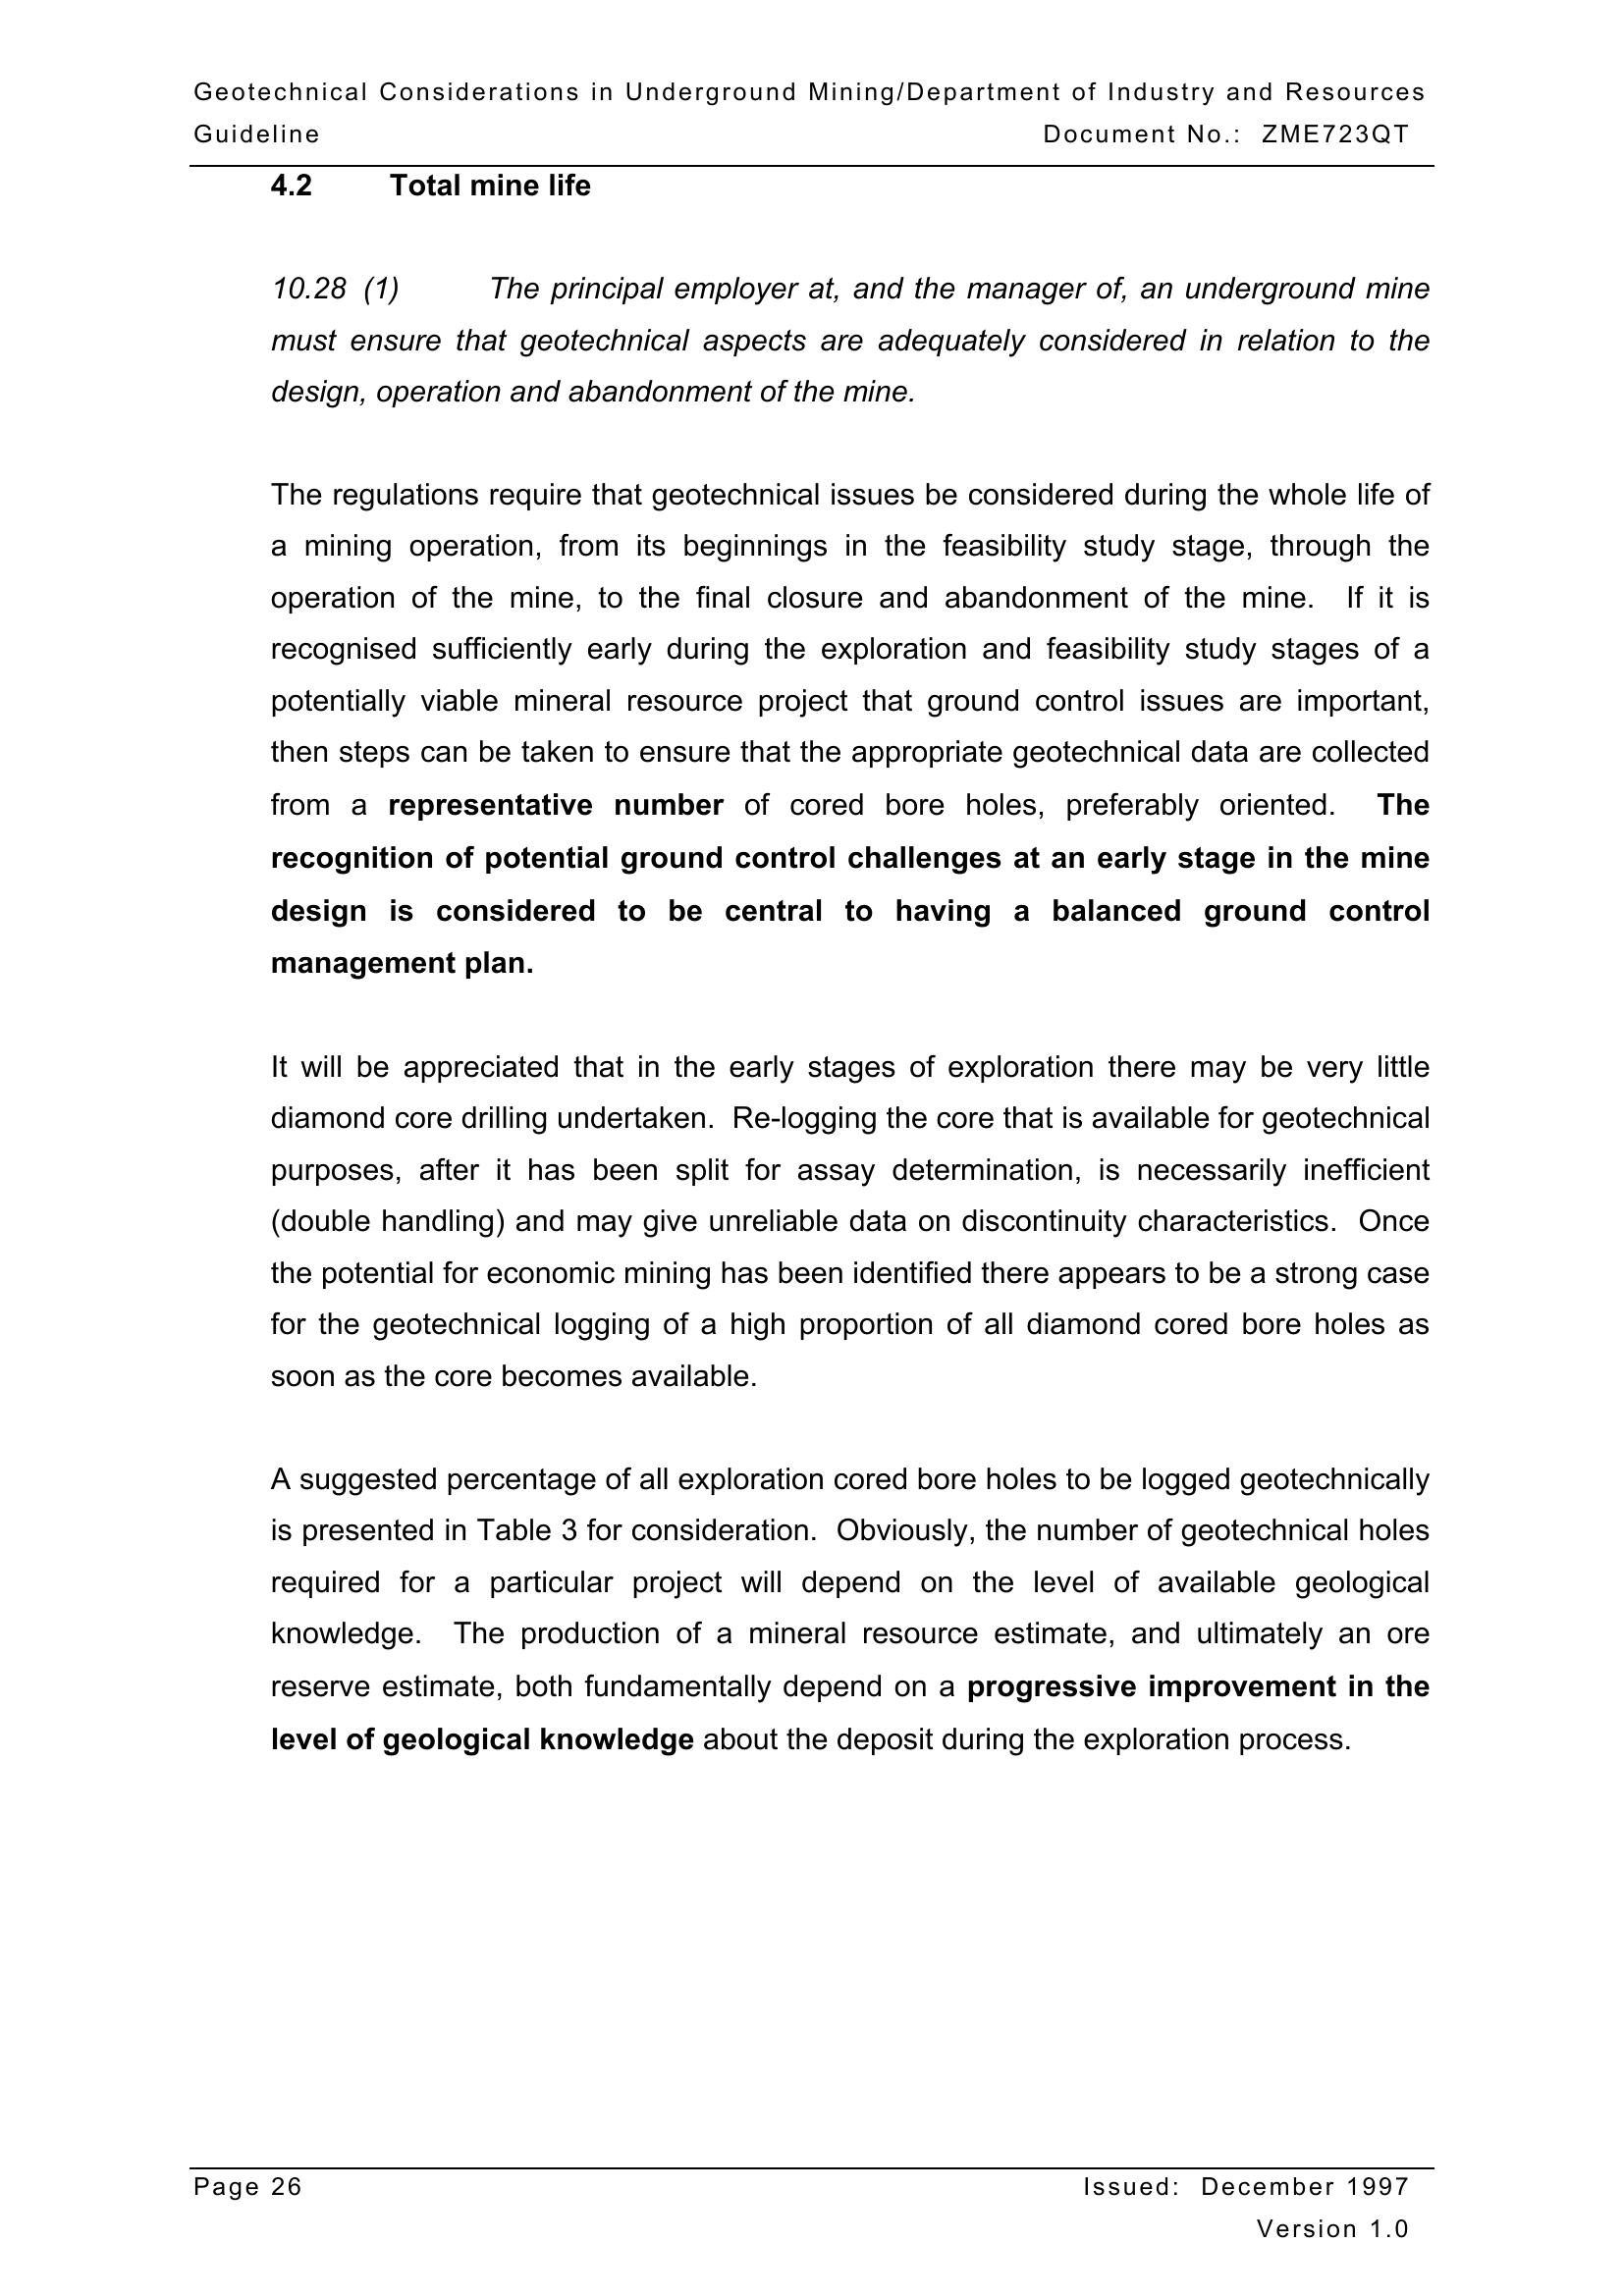 Geotechnical Considerations in Underground Mining/Department of Industry and Resources
Guideline Document No.: ZME723QT
4.2 Total mine life
10.28 (1) The principal employer at, and the manager of, an underground mine
must ensure that geotechnical aspects are adequately considered in relation to the
design, operation and abandonment of the mine.
The regulations require that geotechnical issues be considered during the whole life of
a mining operation, from its beginnings in the feasibility study stage, through the
operation of the mine, to the final closure and abandonment of the mine. If it is
recognised sufficiently early during the exploration and feasibility study stages of a
potentially viable mineral resource project that ground control issues are important,
then steps can be taken to ensure that the appropriate geotechnical data are collected
from a representative number of cored bore holes, preferably oriented. The
recognition of potential ground control challenges at an early stage in the mine
design is considered to be central to having a balanced ground control
management plan.
It will be appreciated that in the early stages of exploration there may be very little
diamond core drilling undertaken. Re-logging the core that is available for geotechnical
purposes, after it has been split for assay determination, is necessarily inefficient
(double handling) and may give unreliable data on discontinuity characteristics. Once
the potential for economic mining has been identified there appears to be a strong case
for the geotechnical logging of a high proportion of all diamond cored bore holes as
soon as the core becomes available.
A suggested percentage of all exploration cored bore holes to be logged geotechnically
is presented in Table 3 for consideration. Obviously, the number of geotechnical holes
required for a particular project will depend on the level of available geological
knowledge. The production of a mineral resource estimate, and ultimately an ore
reserve estimate, both fundamentally depend on a progressive improvement in the
level of geological knowledge about the deposit during the exploration process.
Page 26 Issued: December 1997
Version 1.0